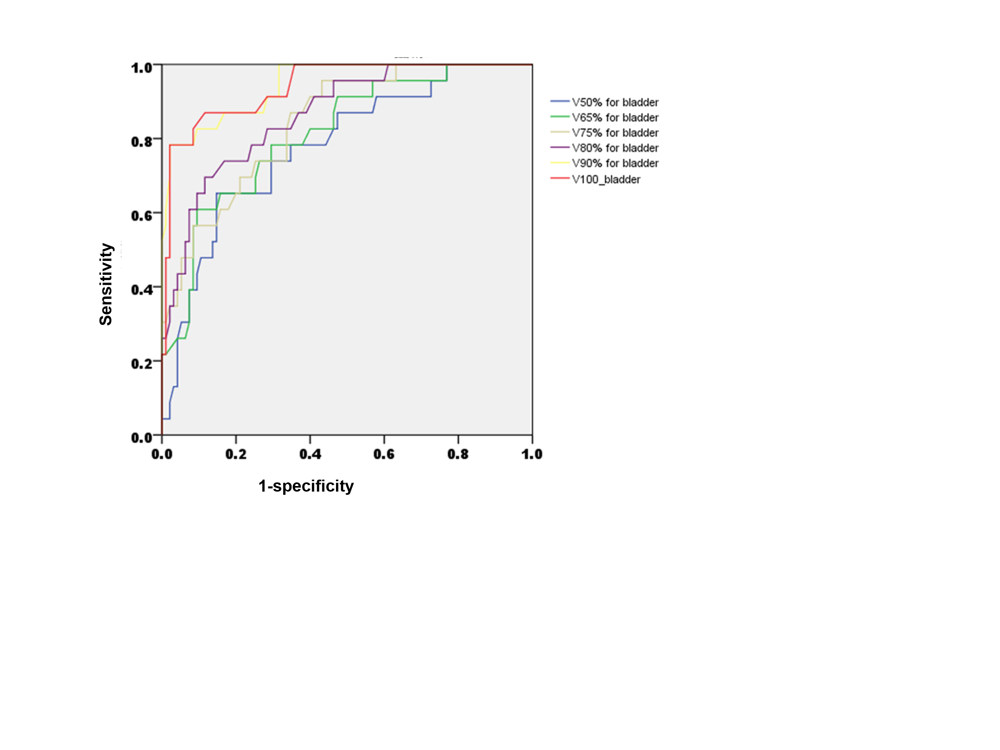 1.0
0.8
0.6
0.4
0.2
0.0
Sensitivity
0.0 0.2 0.4 0.6 0.8 1.0
1-specificity
V50% for bladder
V65% for bladder
V75% for bladder
V80% for bladder
V90% for bladder
V100_bladder